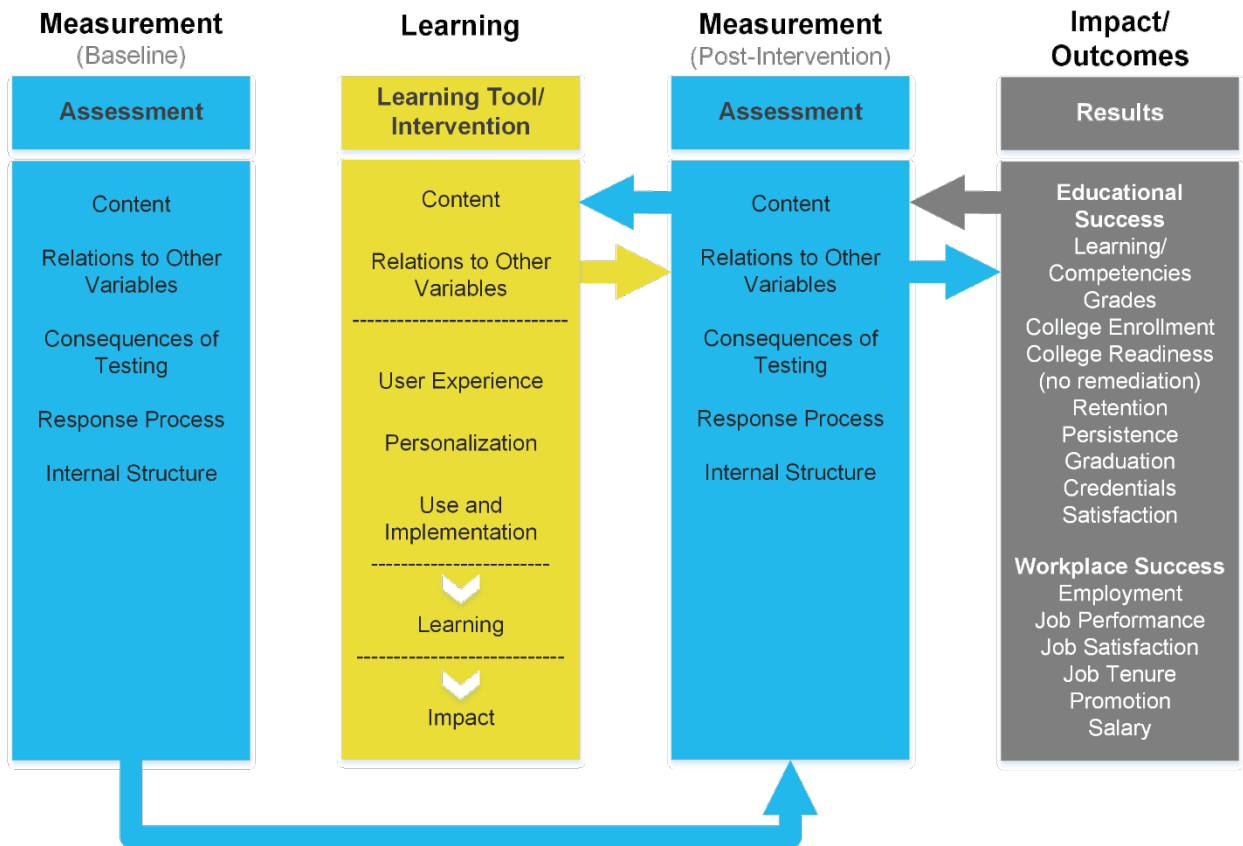 Measurement
(Baseline)
Assessment
Content
Relations to Other
Variables
Consequences of
Testing
Response Process
Internal Structure
Learning
Learning Tool/
Intervention
Content
Relations to Other
Variables
User Experience
Personalization
Use and
Implementation
Learning
Impact
Measurement
(Post-Intervention)
Assessment
Content
Relations to Other
Variables
Consequences of
Testing
Response Process
Internal Structure
Impact/
Outcomes
Results
Educational
Success
Learning/
Competencies
Grades
College Enrollment
College Readiness
(no remediation)
Retention
Persistence
Graduation
Credentials
Satisfaction
Workplace Success
Employment
Job Performance
Job Satisfaction
Job Tenure
Promotion
Salary